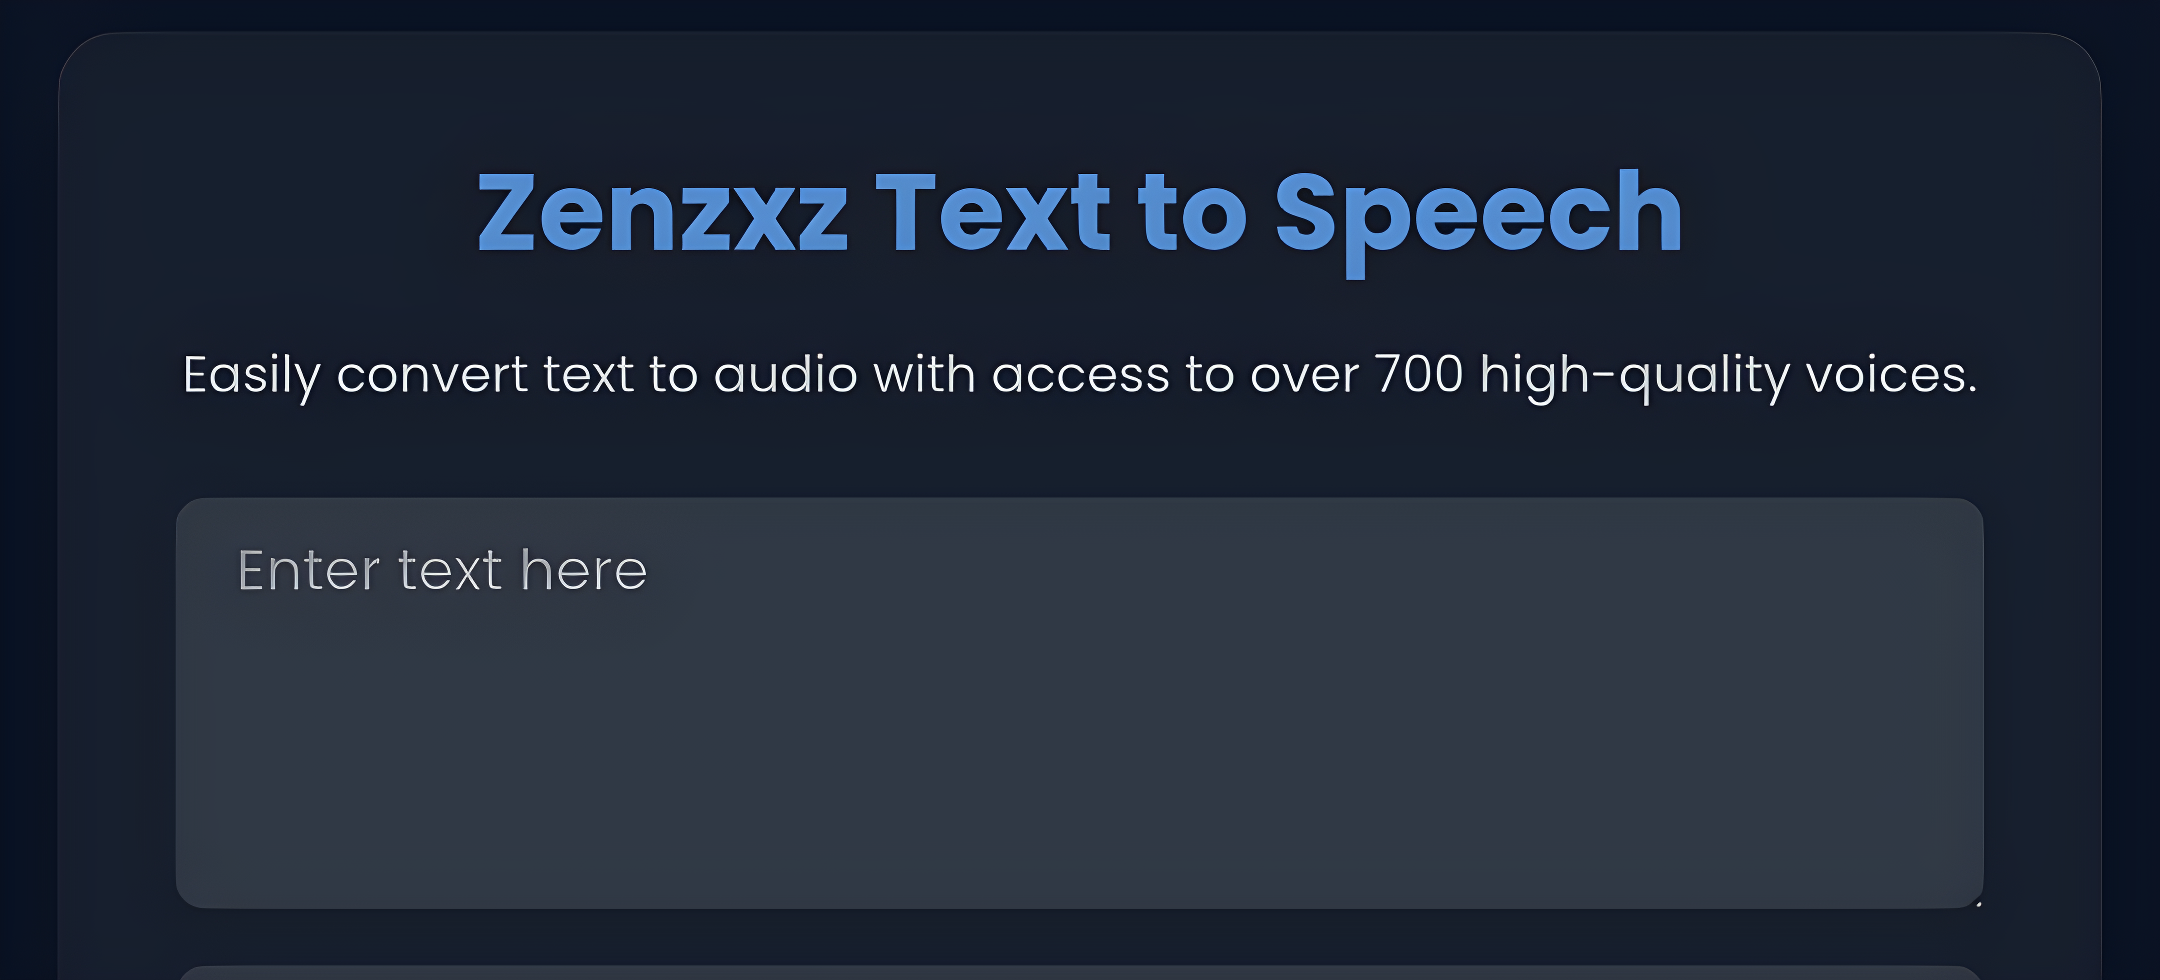 Zenzxz Text to Speech
Easily convert text to audio with access to over 700 high-quality voices.
Enter text here